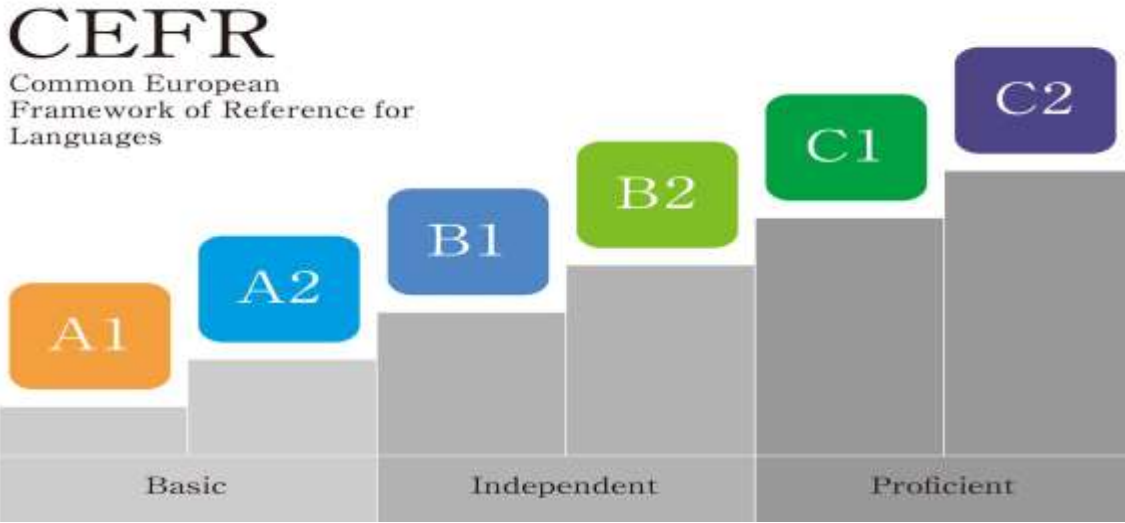 CEFR
Common European
Framework of Reference for
Languages
A1
A2
B1
B2
C1
C2
Basic
Independent
Proficient